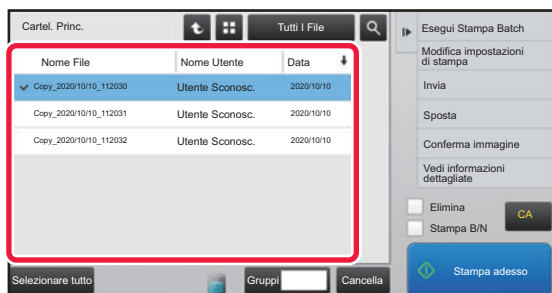 Cartel. Princ.
Tutti I File
Nome File
Nome Utente
Data
Copy_2020/10/10_112030
Utente Sconosc.
2020/10/10
Copy_2020/10/10_112031
Utente Sconosc.
2020/10/10
Copy_2020/10/10_112032
Utente Sconosc.
2020/10/10
Selezionare tutto
Gruppi
Cancella
Esegui Stampa Batch
Modifica impostazioni
di stampa
Invia
Sposta
Conferma immagine
Vedi informazioni
dettagliate
Elimina
Stampa B/N
CA
Stampa adesso